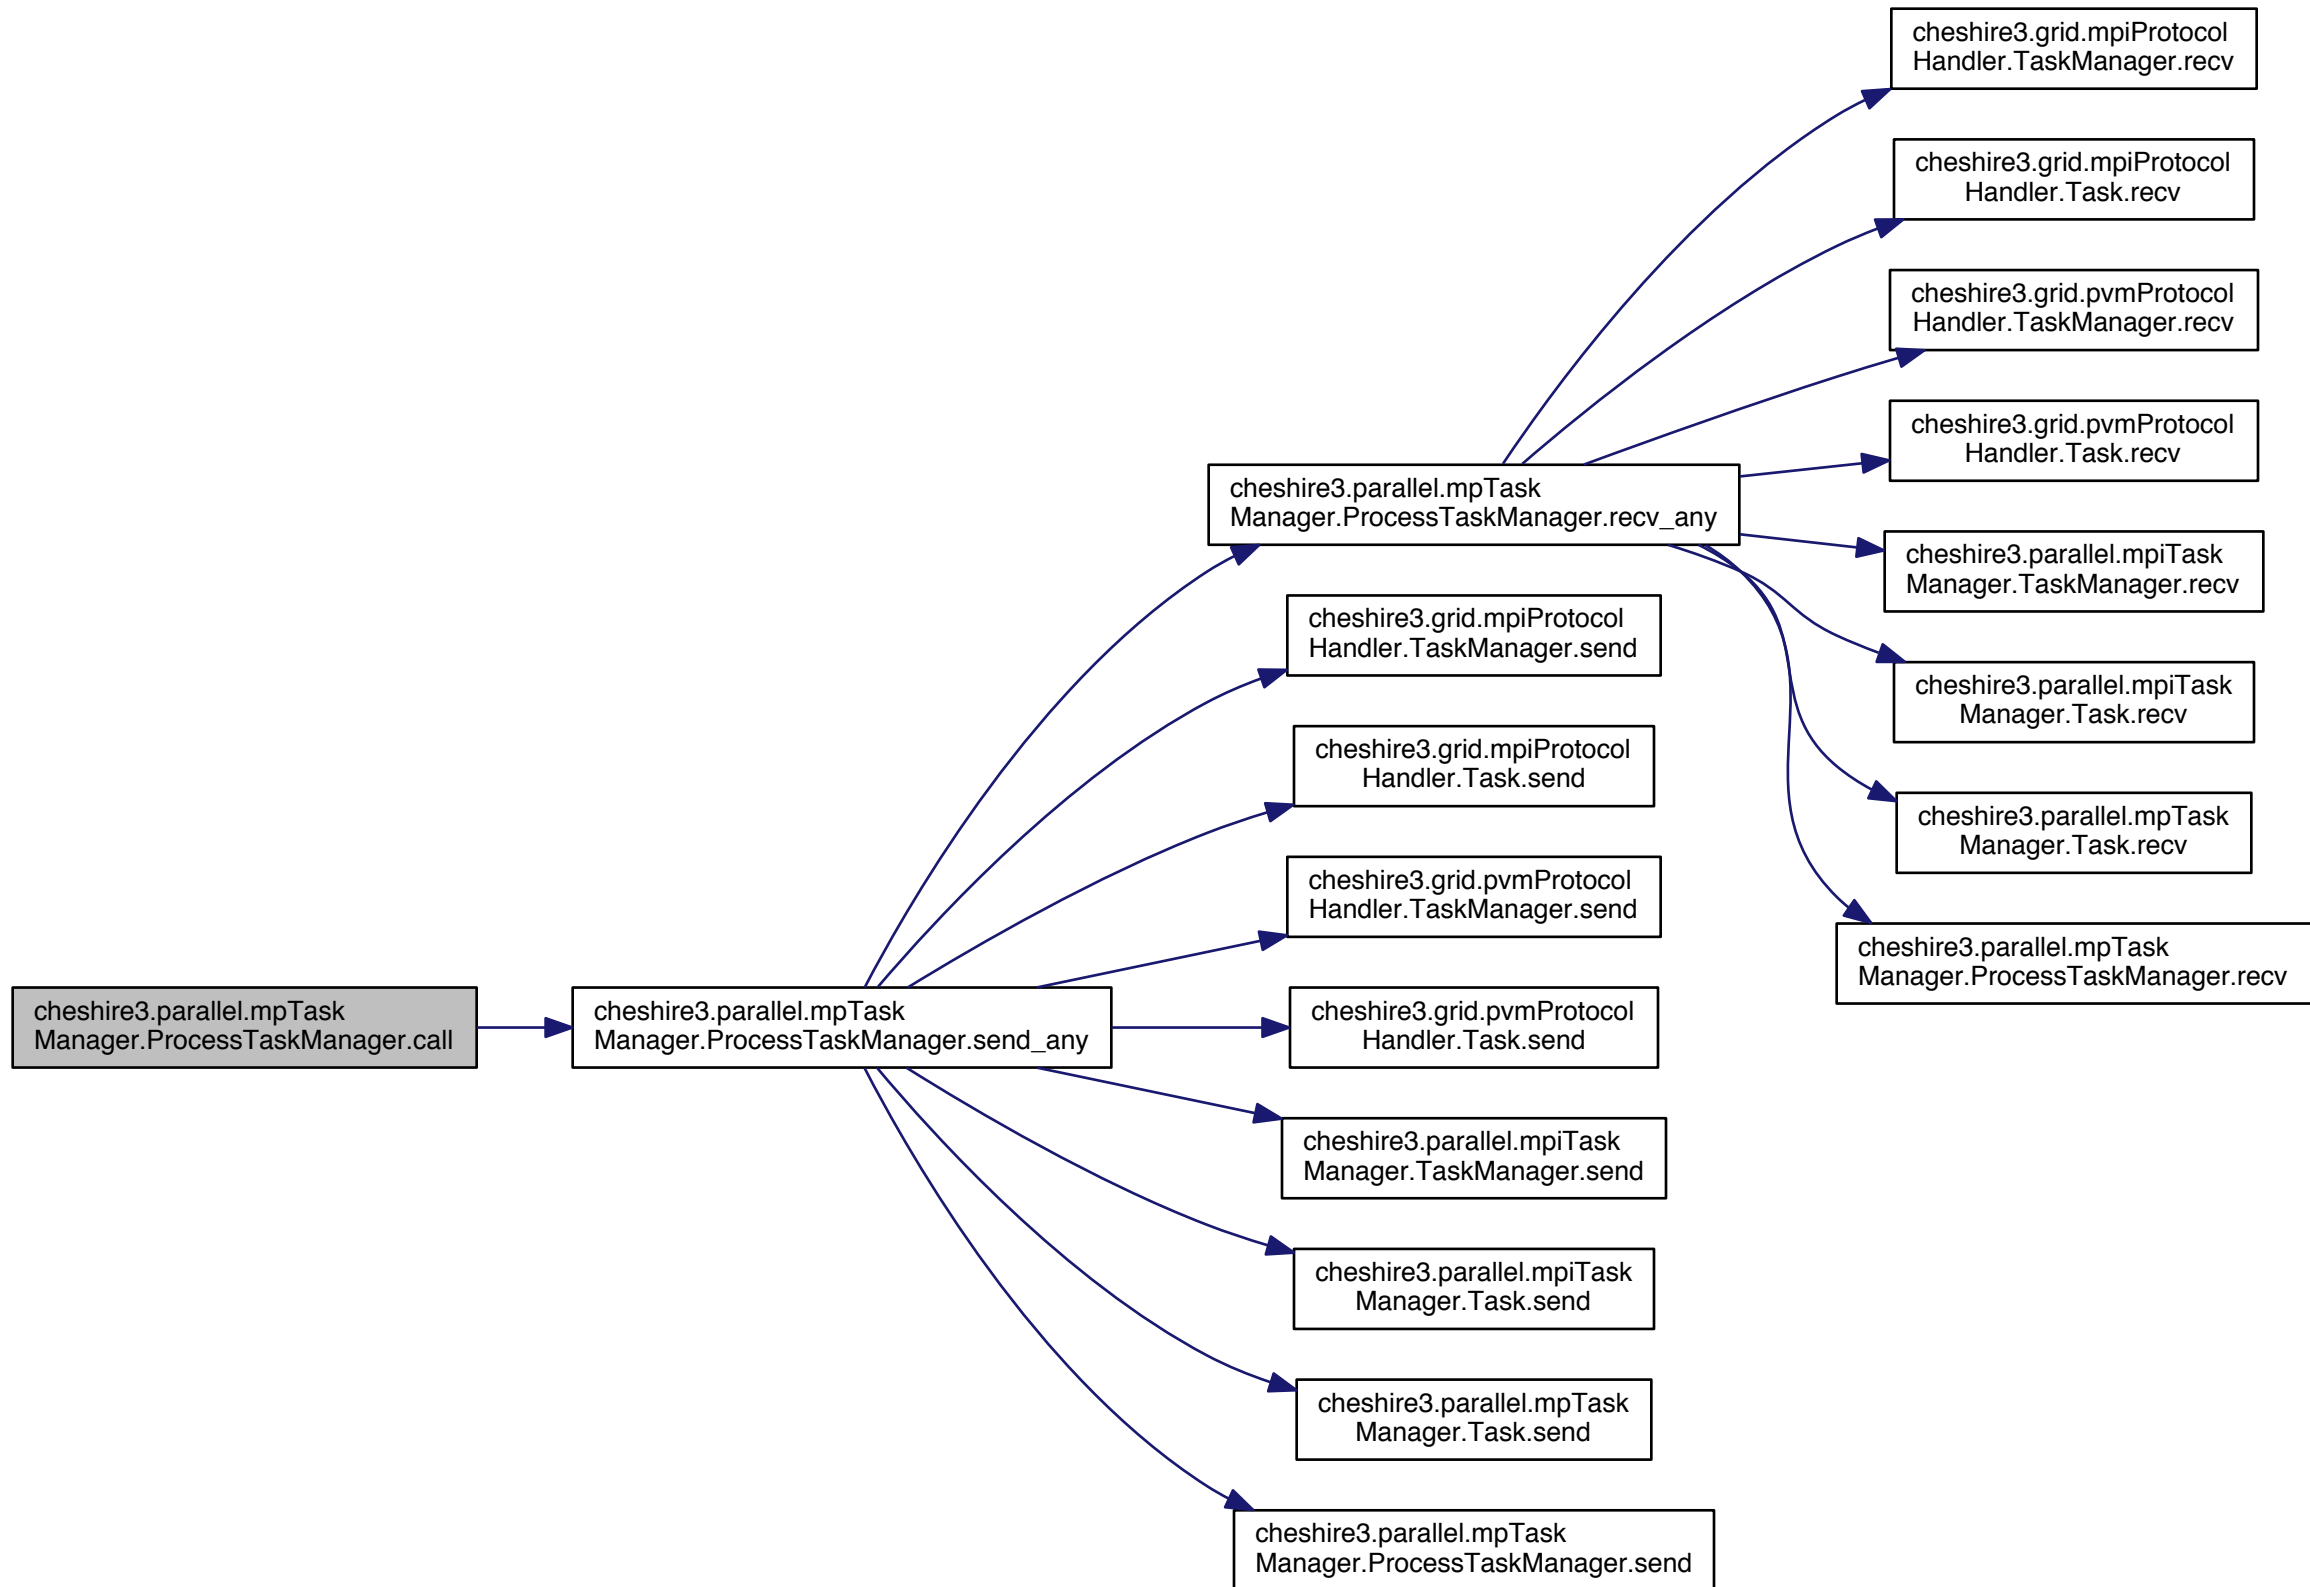 cheshire3.parallel.mpTask
Manager.ProcessTaskManager.call
cheshire3.parallel.mpTask
Manager.ProcessTaskManager.send_any
cheshire3.parallel.mpTask
Manager.ProcessTaskManager.recv_any
cheshire3.grid.mpiProtocol
Handler.TaskManager.send
cheshire3.grid.mpiProtocol
Handler.Task.send
cheshire3.grid.pvmProtocol
Handler.TaskManager.send
cheshire3.grid.pvmProtocol
Handler.Task.send
cheshire3.parallel.mpiTask
Manager.TaskManager.send
cheshire3.parallel.mpiTask
Manager.Task.send
cheshire3.parallel.mpTask
Manager.Task.send
cheshire3.parallel.mpTask
Manager.ProcessTaskManager.send
cheshire3.grid.mpiProtocol
Handler.TaskManager.recv
cheshire3.grid.mpiProtocol
Handler.Task.recv
cheshire3.grid.pvmProtocol
Handler.TaskManager.recv
cheshire3.grid.pvmProtocol
Handler.Task.recv
cheshire3.parallel.mpiTask
Manager.TaskManager.recv
cheshire3.parallel.mpiTask
Manager.Task.recv
cheshire3.parallel.mpTask
Manager.Task.recv
cheshire3.parallel.mpTask
Manager.ProcessTaskManager.recv